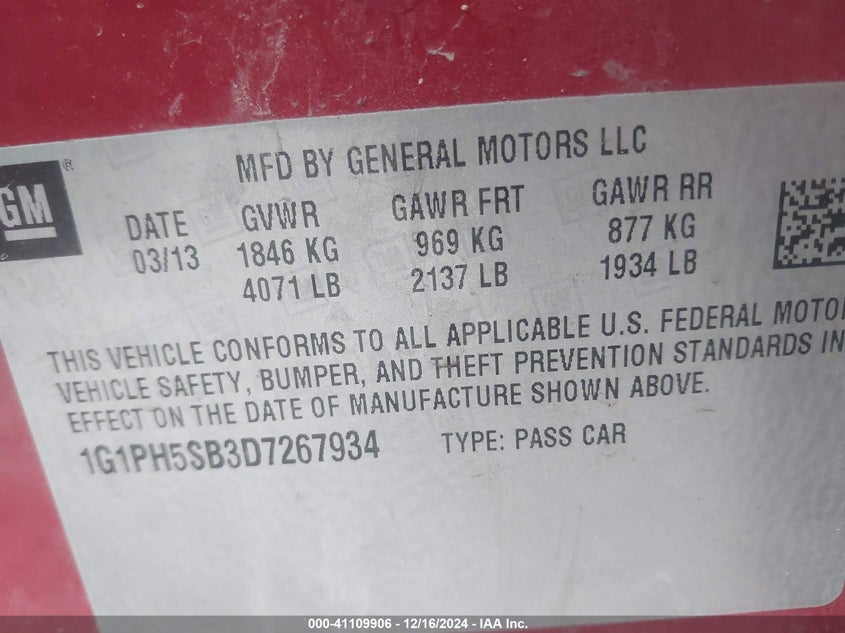 MFD BY GENERAL MOTORS LLC
GM ®
DATE GVWR GAWR FRT GAWR RR
03/13 1846 KG 969 KG 877 KG
4071 LB 2137 LB 1934 LB
THIS VEHICLE CONFORMS TO ALL APPLICABLE U.S. FEDERAL MOTOR
VEHICLE SAFETY, BUMPER, AND THEFT PREVENTION STANDARDS IN
EFFECT ON THE DATE OF MANUFACTURE SHOWN ABOVE.
1G1PH5SB3D7267934 TYPE: PASS CAR
000-41109906 - 12/16/2024 - IAA Inc.